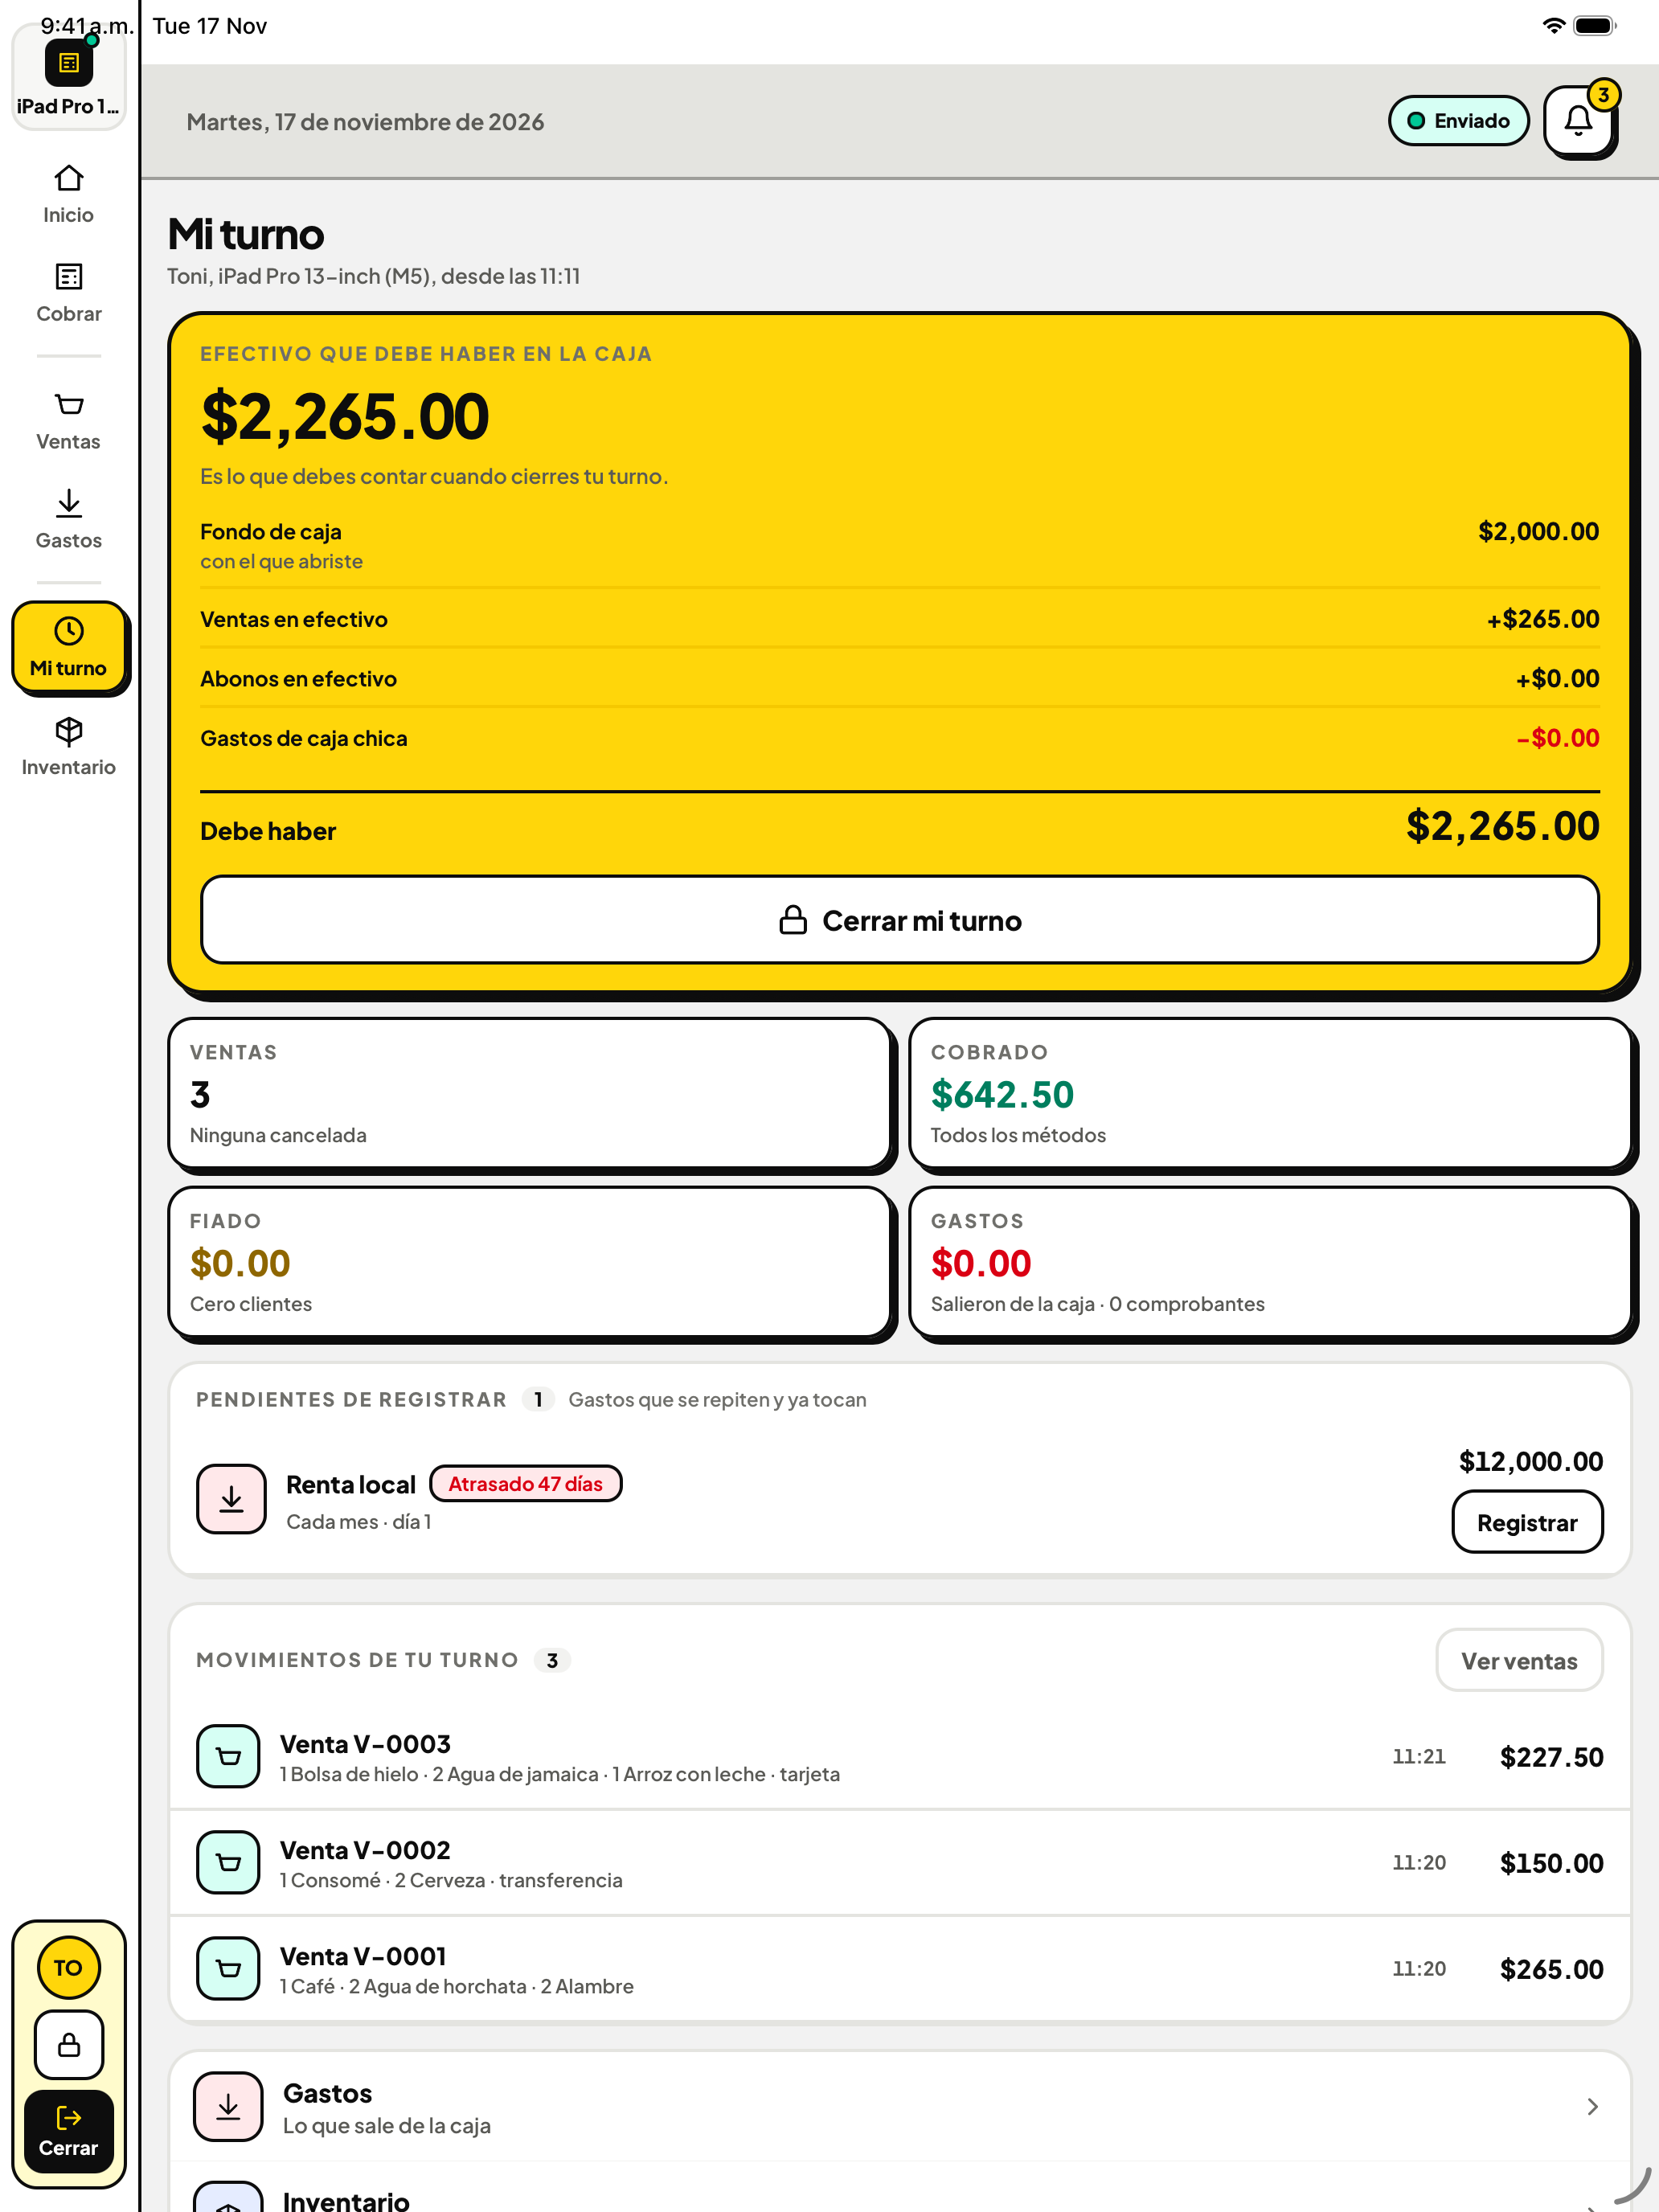 9:41 a.m. Tue 17 Nov
iPad Pro 1...
Inicio
Cobrar
Ventas
Gastos
Mi turno
Inventario
TO
Cerrar
Martes, 17 de noviembre de 2026
Enviado
3
Mi turno
Toni, iPad Pro 13-inch (M5), desde las 11:11
EFECTIVO QUE DEBE HABER EN LA CAJA
$2,265.00
Es lo que debes contar cuando cierres tu turno.
Fondo de caja $2,000.00
con el que abriste
Ventas en efectivo +$265.00
Abonos en efectivo +$0.00
Gastos de caja chica -$0.00
Debe haber $2,265.00
Cerrar mi turno
VENTAS
3
Ninguna cancelada
COBRADO
$642.50
Todos los métodos
FIADO
$0.00
Cero clientes
GASTOS
$0.00
Salieron de la caja · 0 comprobantes
PENDIENTES DE REGISTRAR 1 Gastos que se repiten y ya tocan
Renta local Atrasado 47 días $12,000.00
Cada mes · día 1
Registrar
MOVIMIENTOS DE TU TURNO 3 Ver ventas
Venta V-0003 11:21 $227.50
1 Bolsa de hielo · 2 Agua de jamaica · 1 Arroz con leche · tarjeta
Venta V-0002 11:20 $150.00
1 Consomé · 2 Cerveza · transferencia
Venta V-0001 11:20 $265.00
1 Café · 2 Agua de horchata · 2 Alambre
Gastos
Lo que sale de la caja
Inventario